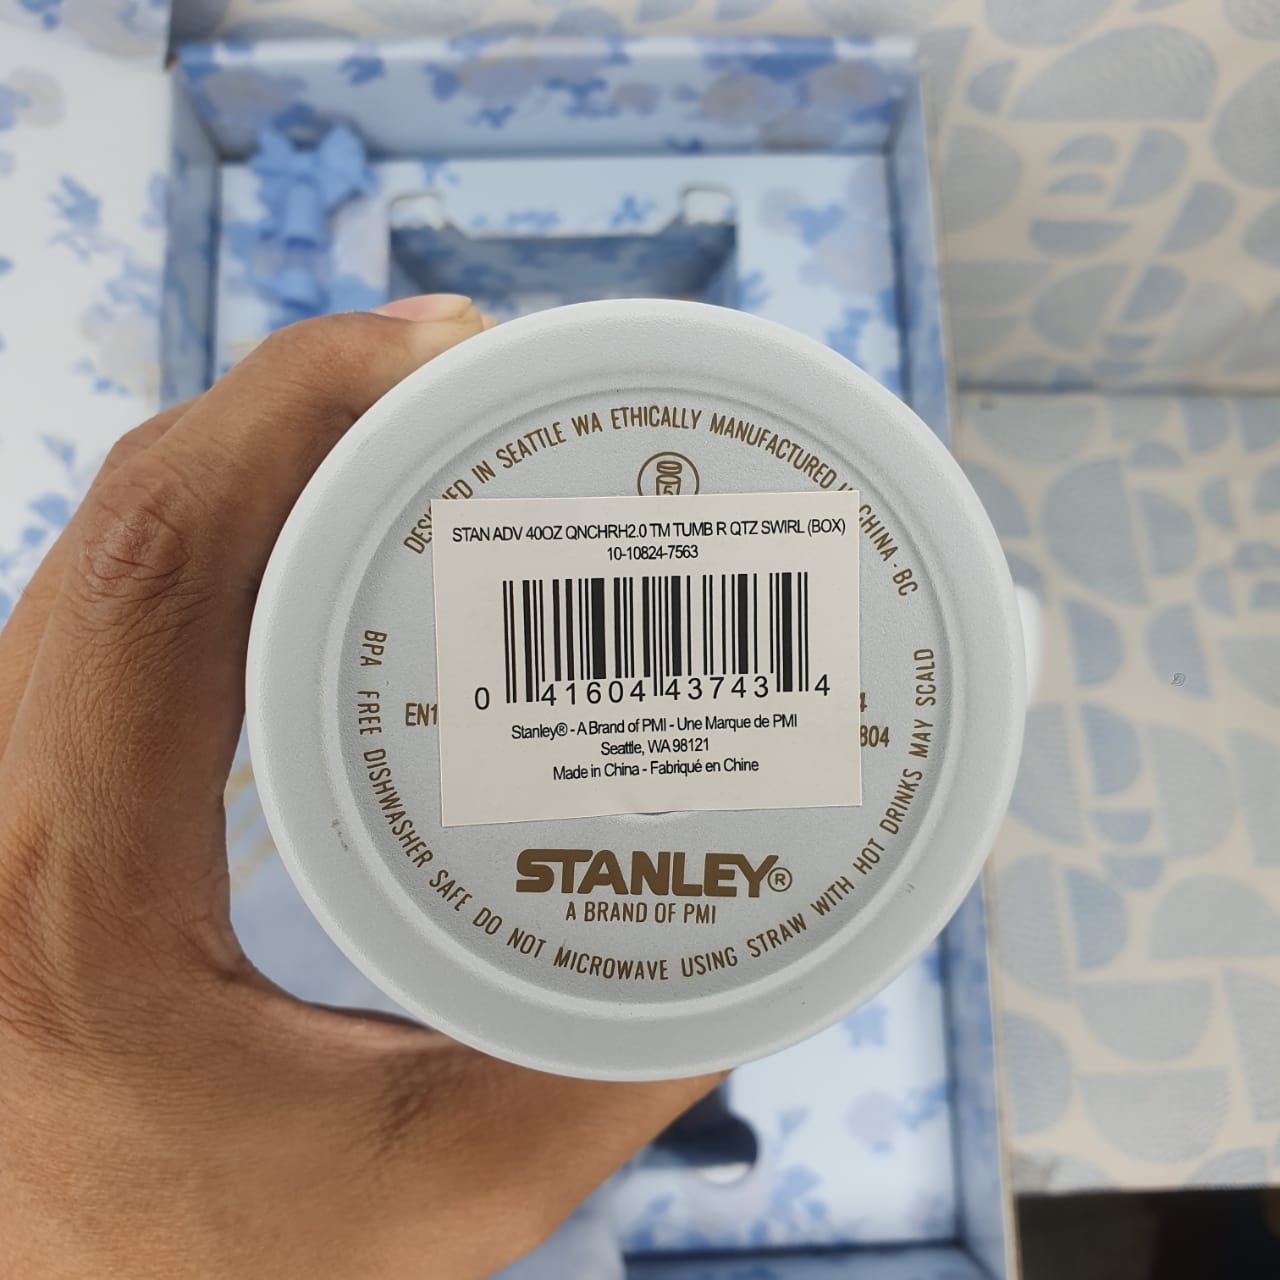 DESIGNED IN SEATTLE WA ETHICALLY MANUFACTURED IN CHINA · BC
STAN ADV 40OZ QNCHRH2.0 TM TUMB R QTZ SWIRL (BOX)
10-10824-7563
0 41604 43743 4
Stanley® - A Brand of PMI - Une Marque de PMI
Seattle, WA 98121
Made in China - Fabriqué en Chine
EN1
304
STANLEY®
A BRAND OF PMI
BPA FREE DISHWASHER SAFE DO NOT MICROWAVE USING STRAW WITH HOT DRINKS MAY SCALD